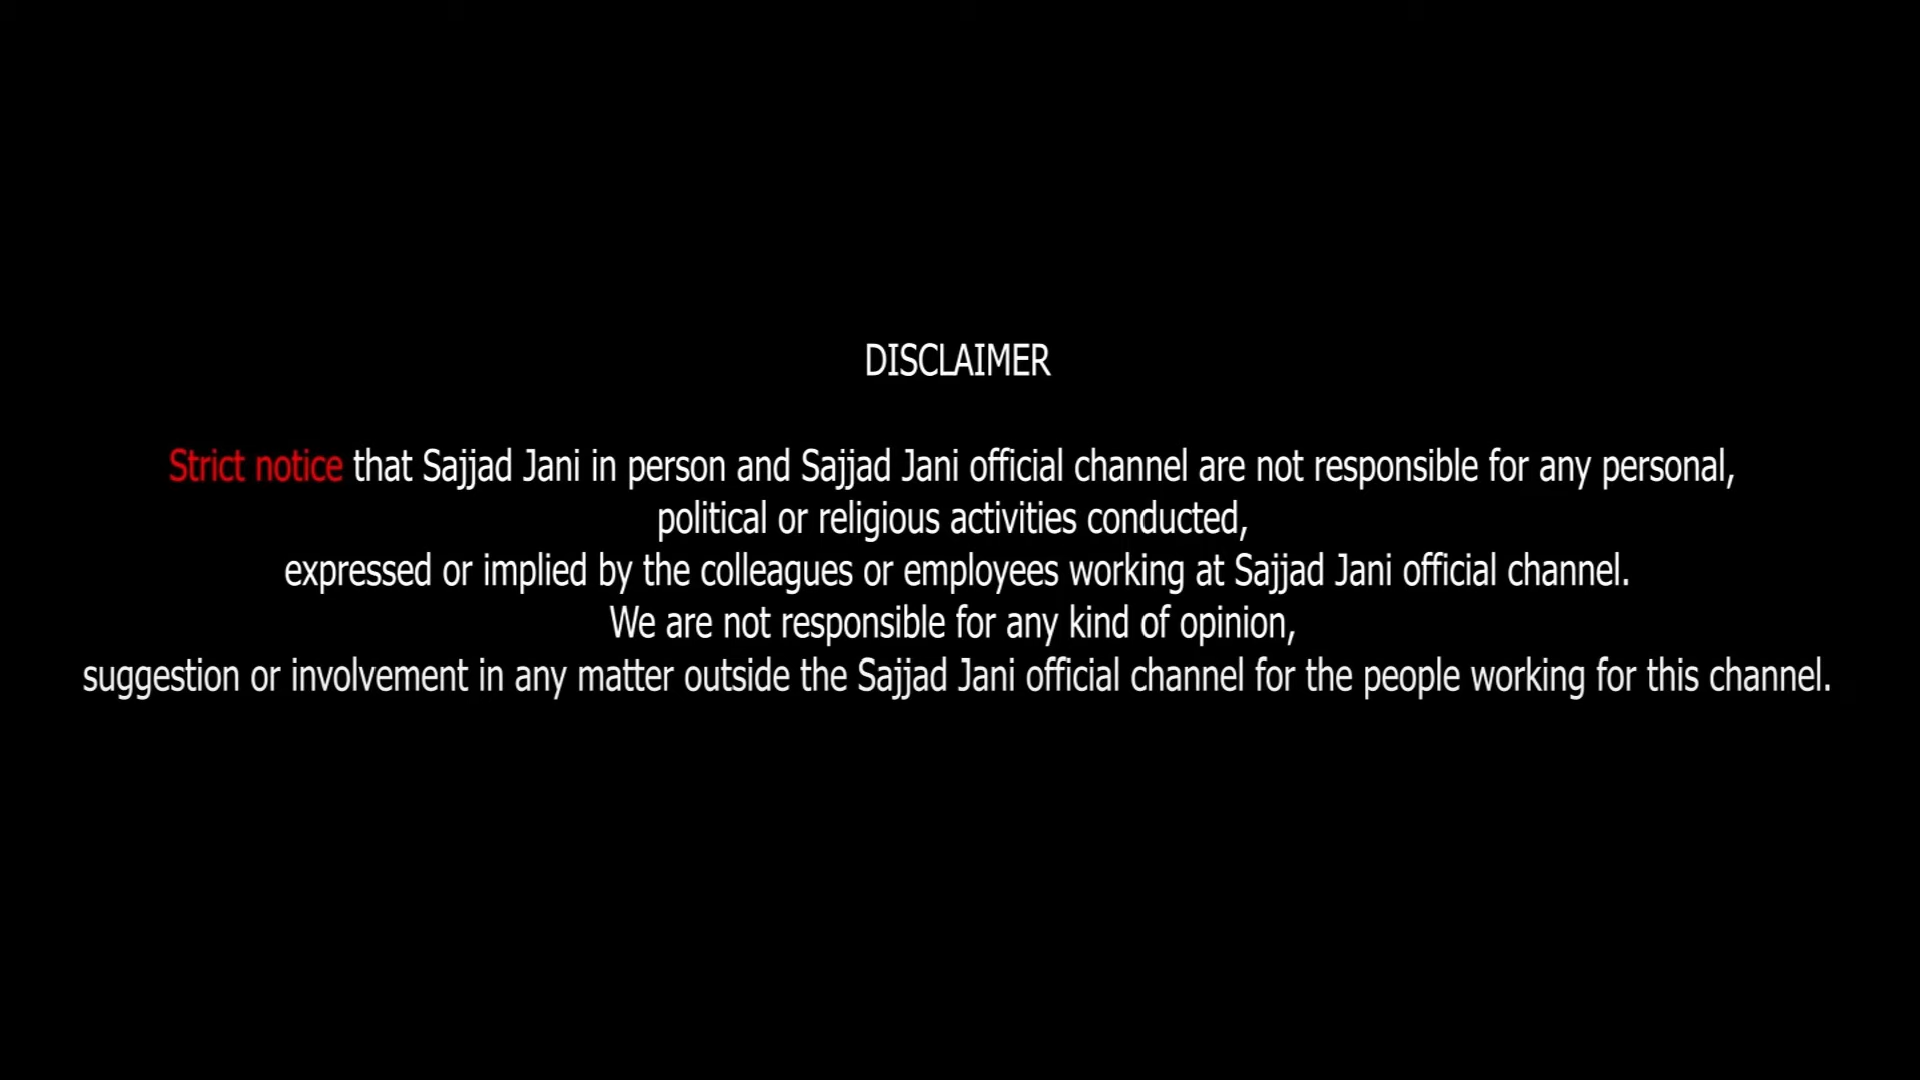 DISCLAIMER
Strict notice that Sajjad Jani in person and Sajjad Jani official channel are not responsible for any personal,
political or religious activities conducted,
expressed or implied by the colleagues or employees working at Sajjad Jani official channel.
We are not responsible for any kind of opinion,
suggestion or involvement in any matter outside the Sajjad Jani official channel for the people working for this channel.